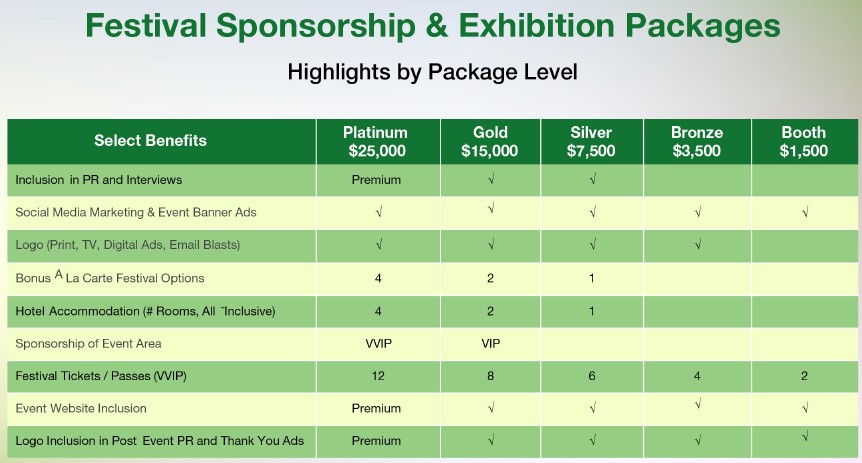 Festival Sponsorship & Exhibition Packages
Highlights by Package Level
Select Benefits Platinum $25,000 Gold $15,000 Silver $7,500 Bronze $3,500 Booth $1,500
Inclusion in PR and Interviews Premium √ √
Social Media Marketing & Event Banner Ads √ √ √ √ √
Logo (Print, TV, Digital Ads, Email Blasts) √ √ √ √
Bonus A La Carte Festival Options 4 2 1
Hotel Accommodation (# Rooms, All ¯Inclusive) 4 2 1
Sponsorship of Event Area VVIP VIP
Festival Tickets / Passes (VVIP) 12 8 6 4 2
Event Website Inclusion Premium √ √ √ √
Logo Inclusion in Post Event PR and Thank You Ads Premium √ √ √ √